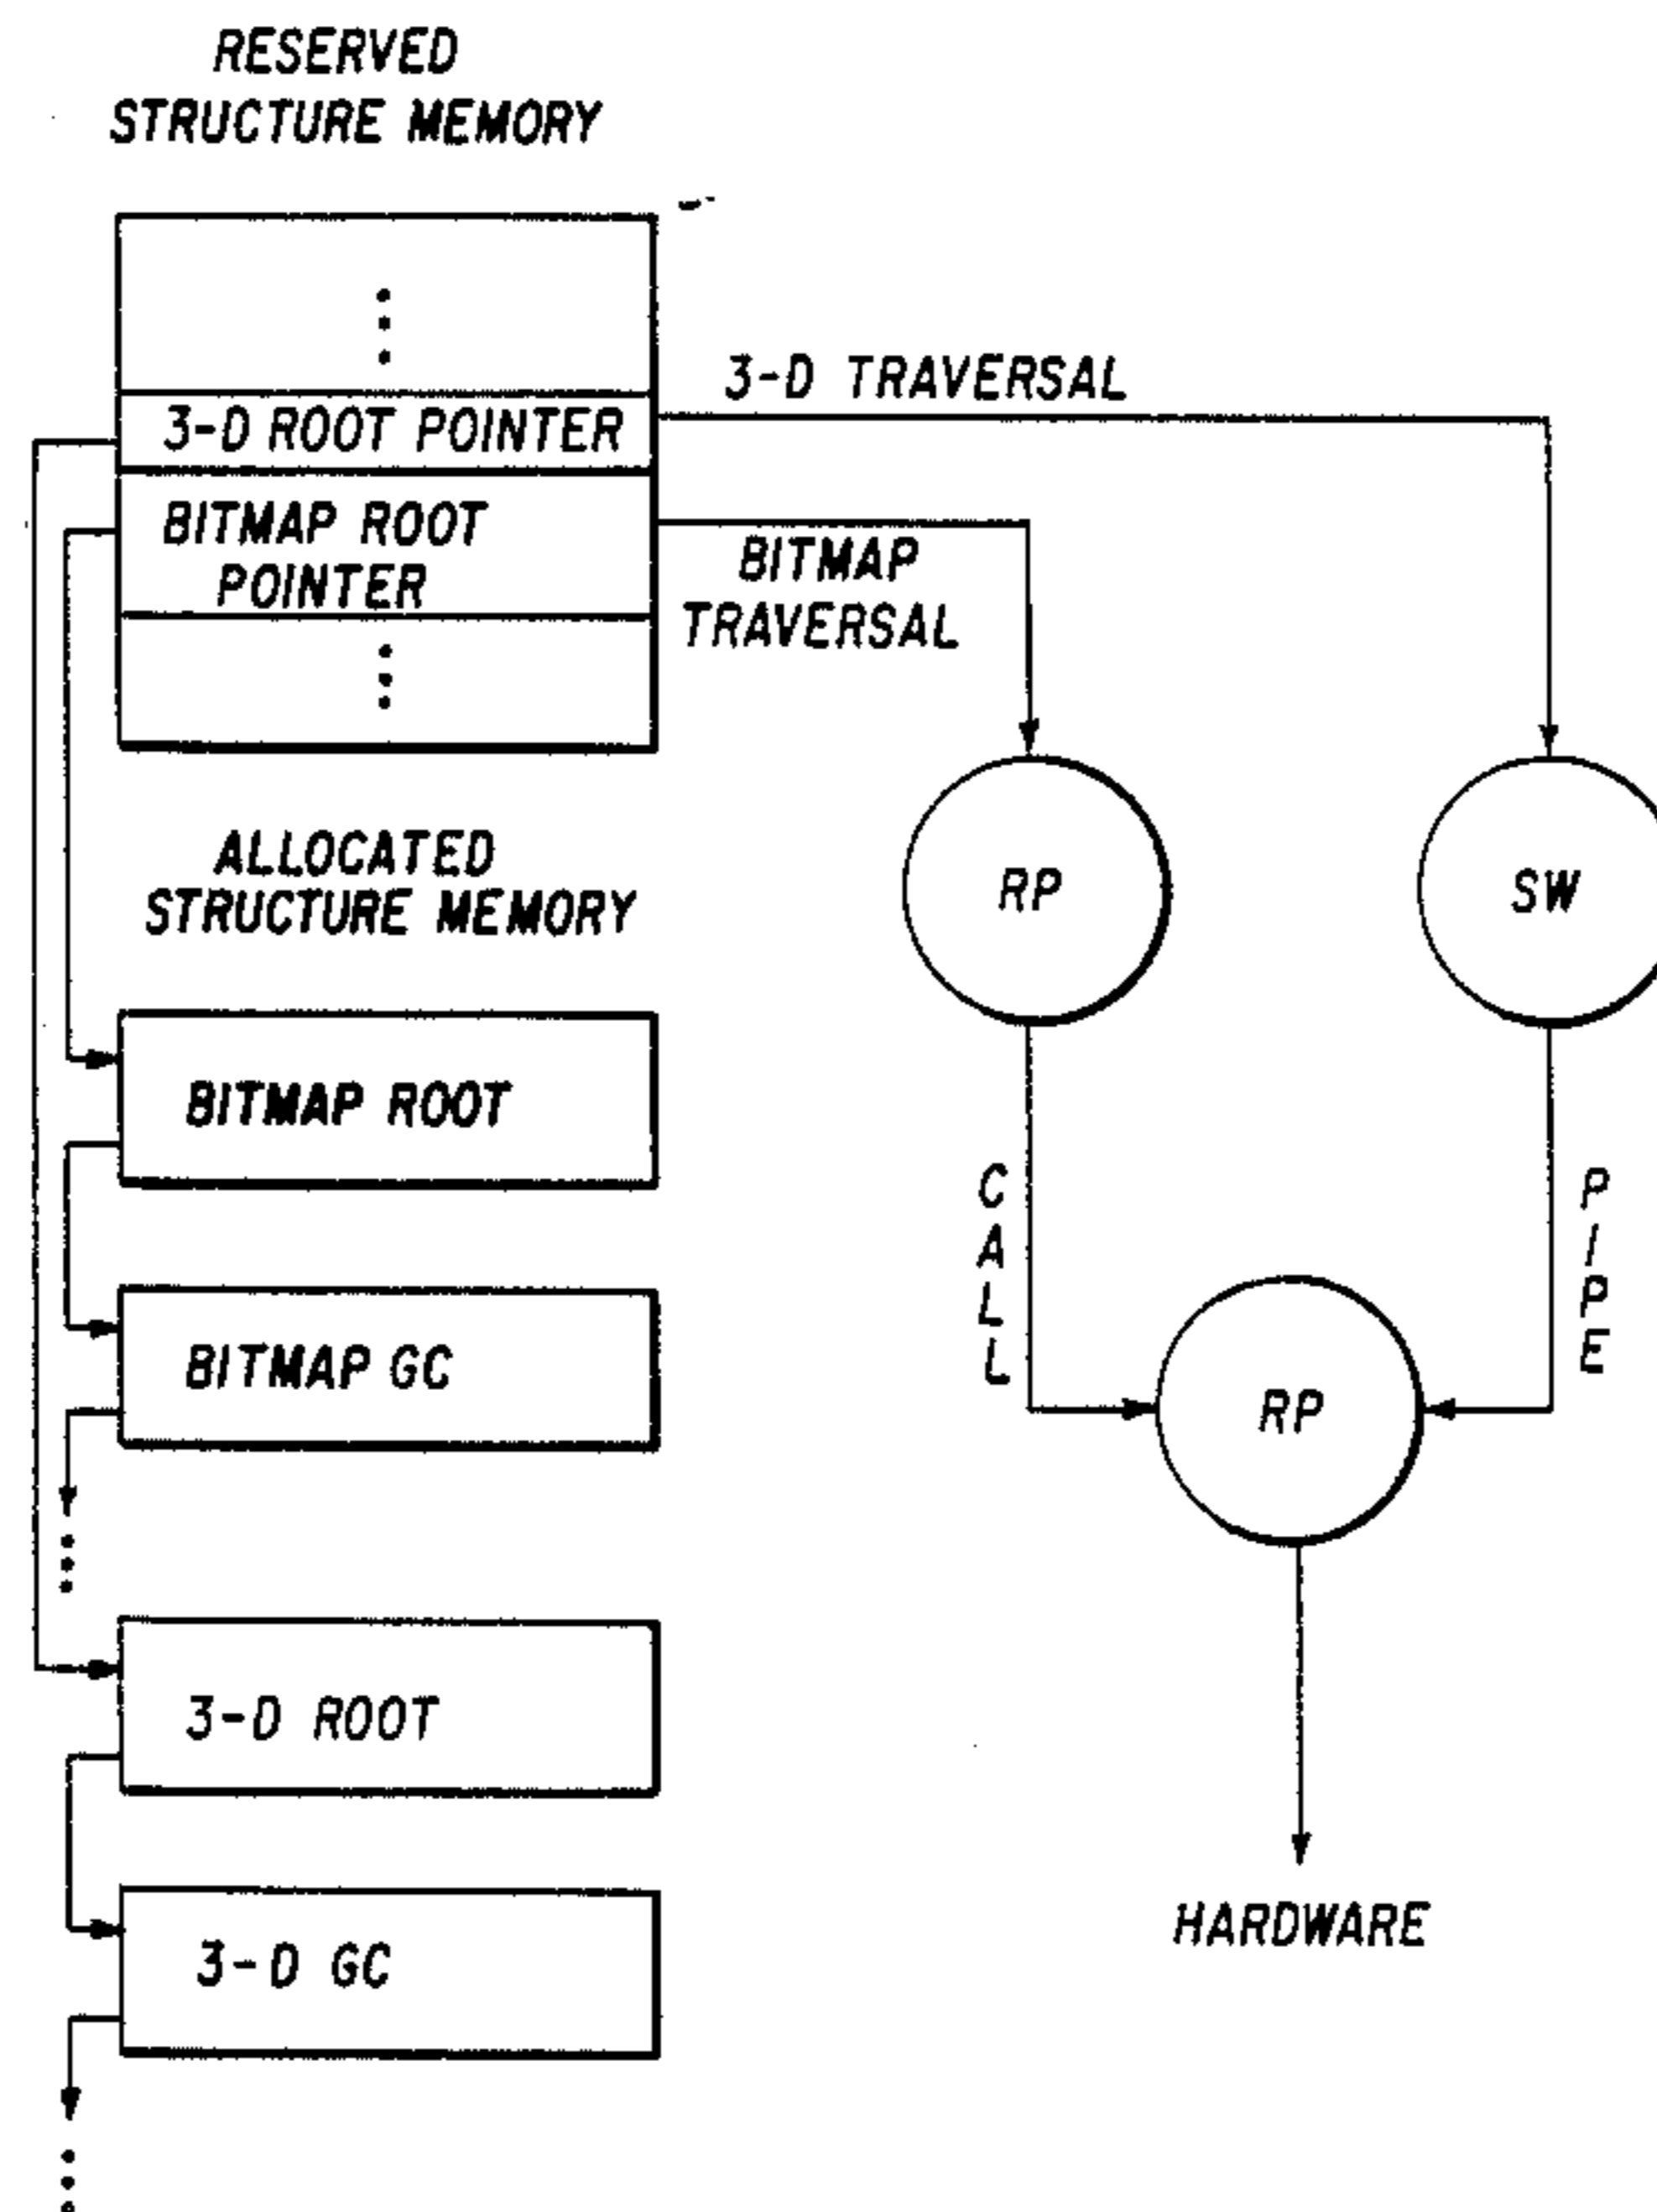 RESERVED
STRUCTURE MEMORY
3-D TRAVERSAL
3-D ROOT POINTER
BITMAP ROOT
POINTER
BITMAP
TRAVERSAL
ALLOCATED
STRUCTURE MEMORY
RP
SW
BITMAP ROOT
CALL
PIPE
BITMAP GC
RP
3-D ROOT
HARDWARE
3-D GC